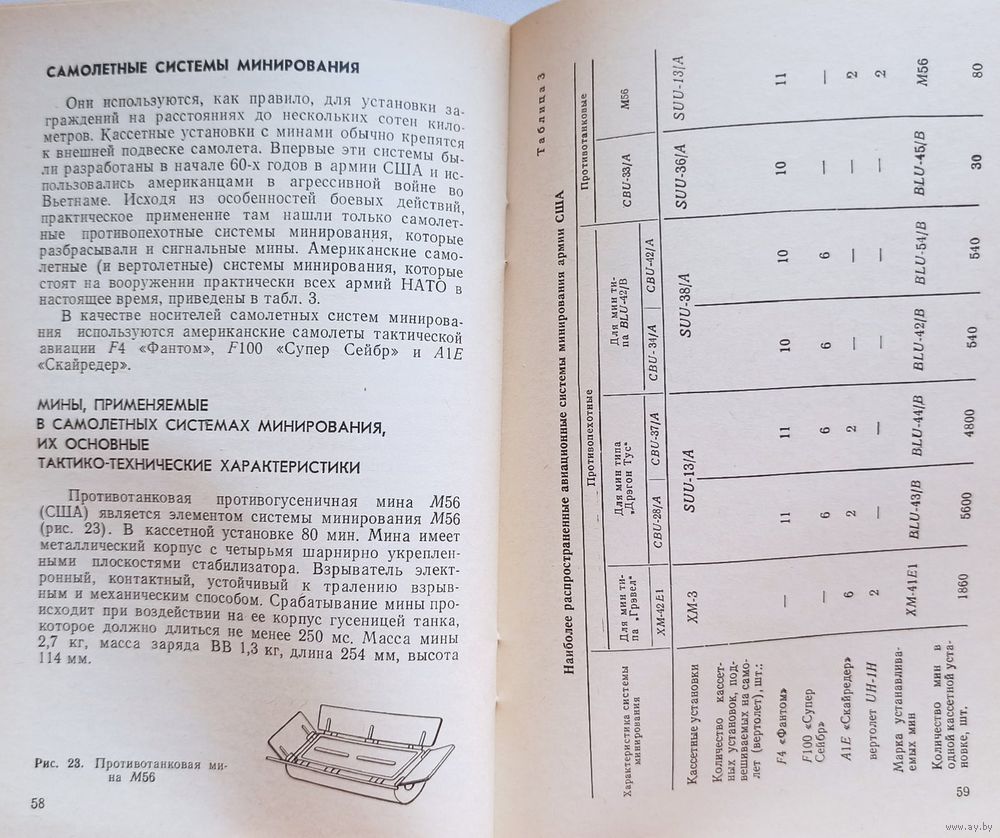 САМОЛЕТНЫЕ СИСТЕМЫ МИНИРОВАНИЯ
Они используются, как правило, для установки за-
граждений на расстояниях до нескольких сотен кило-
метров. Кассетные установки с минами обычно крепятся
к внешней подвеске самолета. Впервые эти системы бы-
ли разработаны в начале 60-х годов в армии США и ис-
пользовались американцами в агрессивной войне во
Вьетнаме. Исходя из особенностей боевых действий,
практическое применение там нашли только самолет-
ные противопехотные системы минирования, которые
разбрасывали и сигнальные мины. Американские само-
летные (и вертолетные) системы минирования, которые
стоят на вооружении практически всех армий НАТО в
настоящее время, приведены в табл. 3.
В качестве носителей самолетных систем минирова-
ния используются американские самолеты тактической
авиации F4 «Фантом», F100 «Супер Сейбр» и A1E
«Скайредер».
МИНЫ, ПРИМЕНЯЕМЫЕ
В САМОЛЕТНЫХ СИСТЕМАХ МИНИРОВАНИЯ,
ИХ ОСНОВНЫЕ
ТАКТИКО-ТЕХНИЧЕСКИЕ ХАРАКТЕРИСТИКИ
Противотанковая противогусеничная мина М56
(США) является элементом системы минирования М56
(рис. 23). В кассетной установке 80 мин. Мина имеет
металлический корпус с четырьмя шарнирно укреплен-
ными плоскостями стабилизатора. Взрыватель элект-
ронный, контактный, устойчивый к тралению взрыв-
ным и механическим способом. Срабатывание мины про-
исходит при воздействии на ее корпус гусеницей танка,
которое должно длиться не менее 250 мс. Масса мины
2,7 кг, масса заряда ВВ 1,3 кг, длина 254 мм, высота
114 мм.
Рис. 23. Противотанковая ми-
на М56
58
Таблица 3
Наиболее распространенные авиационные системы минирования армии США
Характеристика системы
минирования
Противопехотные
Противотанковые
Для мин ти-
па „Грэвел"
Для мин типа
„Дрэгон Тус"
Для мин ти-
па BLU-42/B
CBU-33/A
М56
XM-42E1
CBU-28/A
CBU-37/A
CBU-34/A
CBU-42/A
Кассетные установки
XM-3
SUU-13/A
SUU-38/A
SUU-36/A
SUU-13/A
Количество кассет-
ных установок, под-
вешиваемых на само-
лет (вертолет), шт.:
F4 «Фантом»
—
11
11
10
10
10
11
F100 «Супер
Сейбр»
—
6
6
6
6
—
—
A1E «Скайредер»
6
2
2
—
—
—
2
вертолет UH-1H
2
—
—
—
—
—
2
Марка устанавлива-
емых мин
XM-41E1
BLU-43/B
BLU-44/B
BLU-42/B
BLU-54/B
BLU-45/B
М56
Количество мин в
одной кассетной уста-
новке, шт.
1860
5600
4800
540
540
30
80
59
www.ay.by